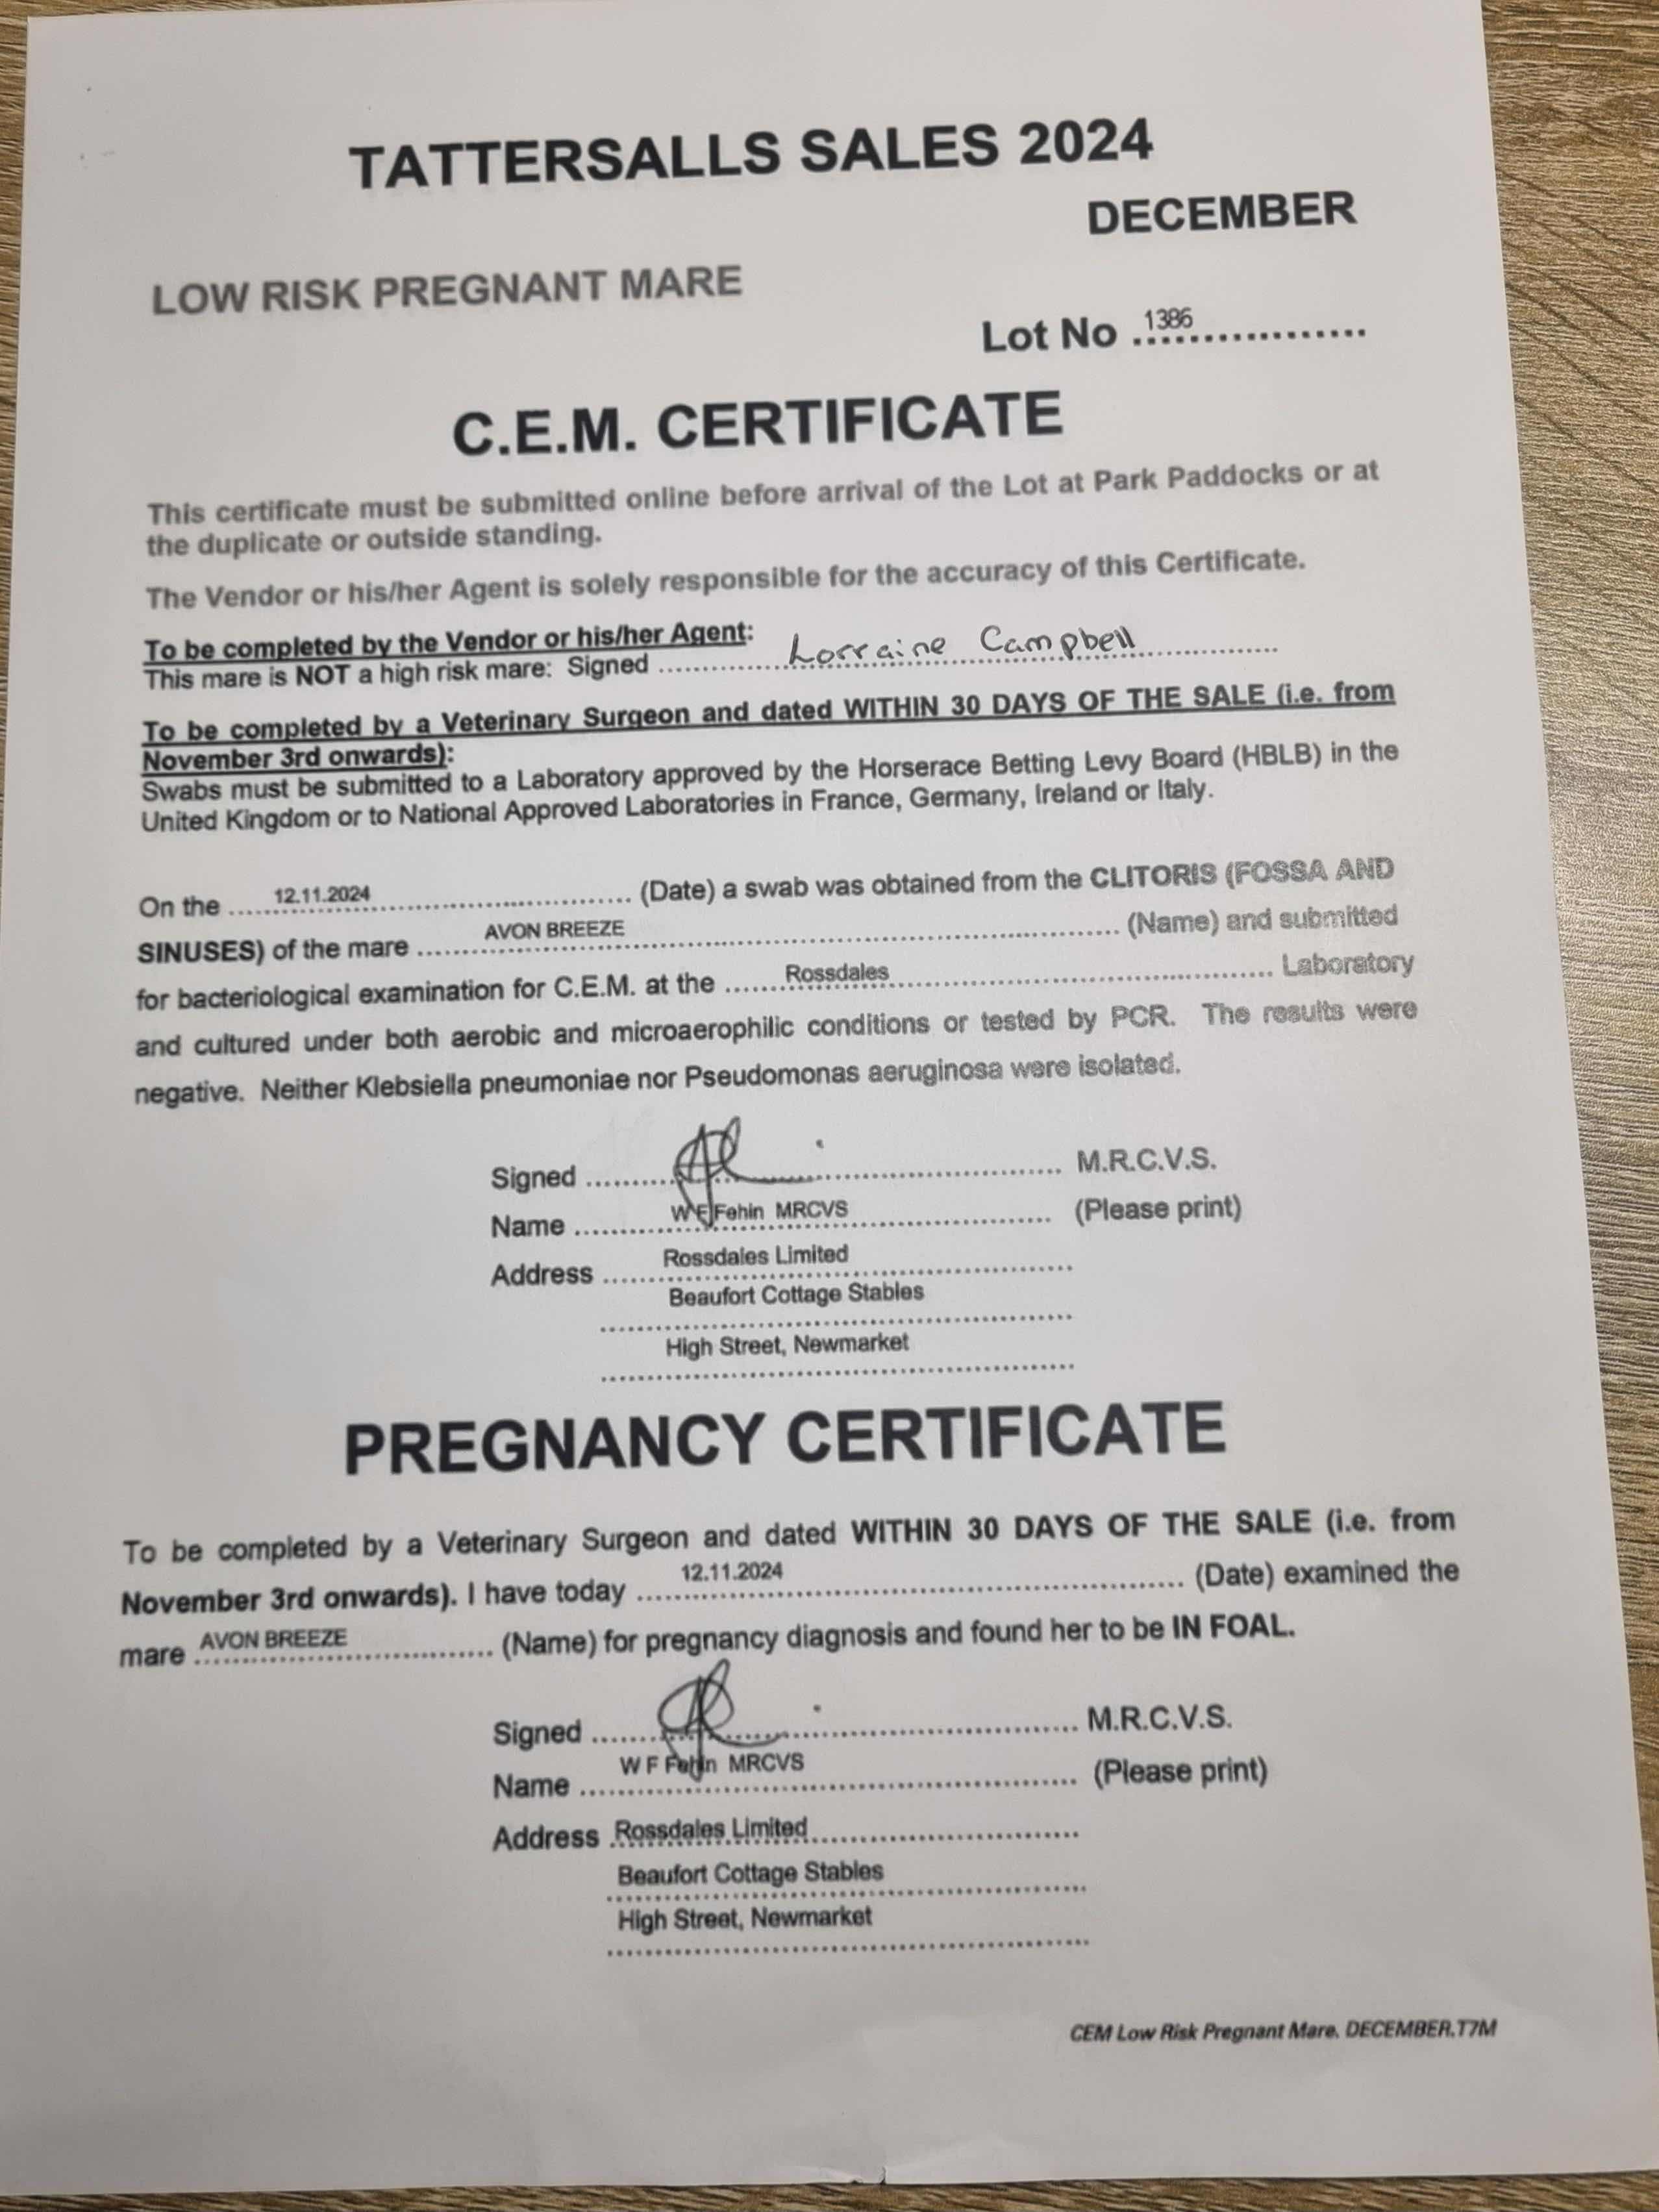 TATTERSALLS SALES 2024
DECEMBER
LOW RISK PREGNANT MARE
Lot No ..1386..............
C.E.M. CERTIFICATE
This certificate must be submitted online before arrival of the Lot at Park Paddocks or at
the duplicate or outside standing.
The Vendor or his/her Agent is solely responsible for the accuracy of this Certificate.
To be completed by the Vendor or his/her Agent:
This mare is NOT a high risk mare: Signed ............... Lorraine Campbell ...............
To be completed by a Veterinary Surgeon and dated WITHIN 30 DAYS OF THE SALE (i.e. from
November 3rd onwards):
Swabs must be submitted to a Laboratory approved by the Horserace Betting Levy Board (HBLB) in the
United Kingdom or to National Approved Laboratories in France, Germany, Ireland or Italy.
On the ......12.11.2024.............................. (Date) a swab was obtained from the CLITORIS (FOSSA AND
SINUSES) of the mare ........AVON BREEZE............................................ (Name) and submitted
for bacteriological examination for C.E.M. at the ........Rossdales........................................ Laboratory
and cultured under both aerobic and microaerophilic conditions or tested by PCR. The results were
negative. Neither Klebsiella pneumoniae nor Pseudomonas aeruginosa were isolated.
Signed ........................................ M.R.C.V.S.
Name ..........W F Fehin MRCVS.................... (Please print)
Address ......Rossdales Limited....................
Beaufort Cottage Stables
High Street, Newmarket
PREGNANCY CERTIFICATE
To be completed by a Veterinary Surgeon and dated WITHIN 30 DAYS OF THE SALE (i.e. from
November 3rd onwards). I have today .....12.11.2024........................................ (Date) examined the
mare AVON BREEZE.................... (Name) for pregnancy diagnosis and found her to be IN FOAL.
Signed ........................................ M.R.C.V.S.
Name .....W F Fehin MRCVS.............................. (Please print)
Address .Rossdales Limited..............................
Beaufort Cottage Stables
High Street, Newmarket
CEM Low Risk Pregnant Mare. DECEMBER.T7M